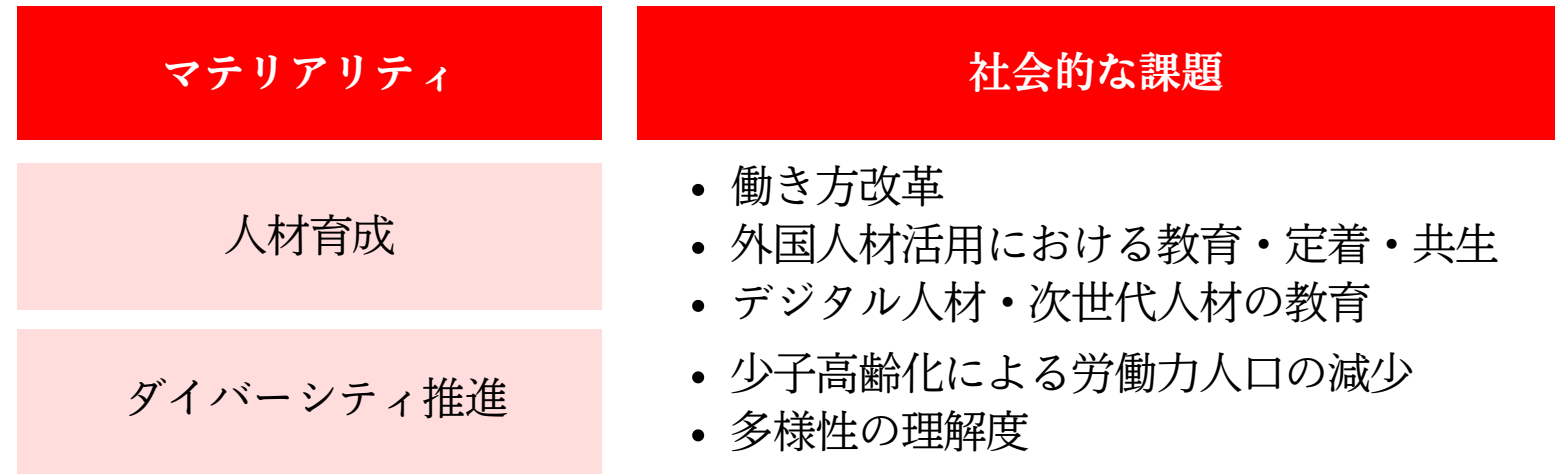 マテリアリティ
社会的な課題
人材育成
• 働き方改革
• 外国人材活用における教育・定着・共生
• デジタル人材・次世代人材の教育
ダイバーシティ推進
• 少子高齢化による労働力人口の減少
• 多様性の理解度